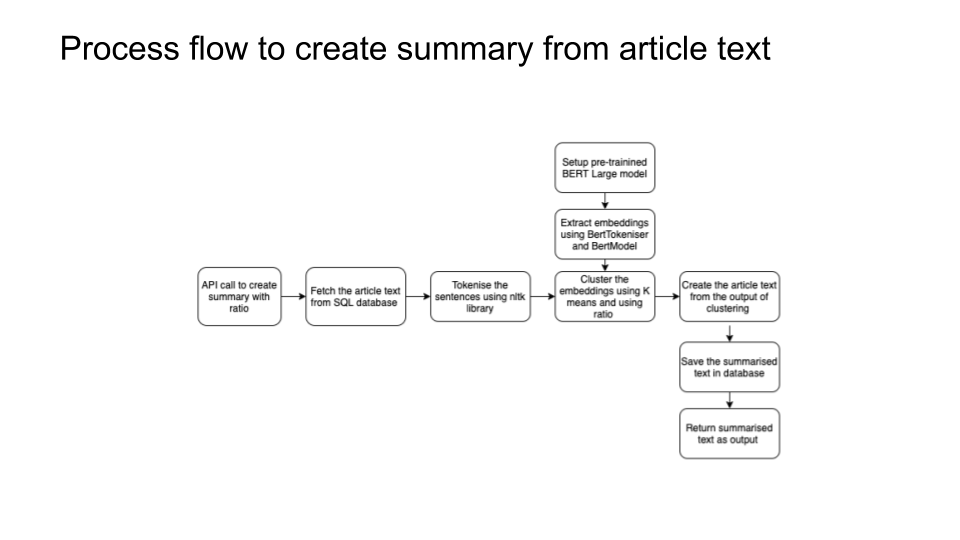 Process flow to create summary from article text
Setup pre-trainined
BERT Large model
Extract embeddings
using BertTokeniser
and BertModel
API call to create
summary with
ratio
Fetch the article text
from SQL database
Tokenise the
sentences using nltk
library
Cluster the
embeddings using K
means and using
ratio
Create the article text
from the output of
clustering
Save the summarised
text in database
Return summarised
text as output